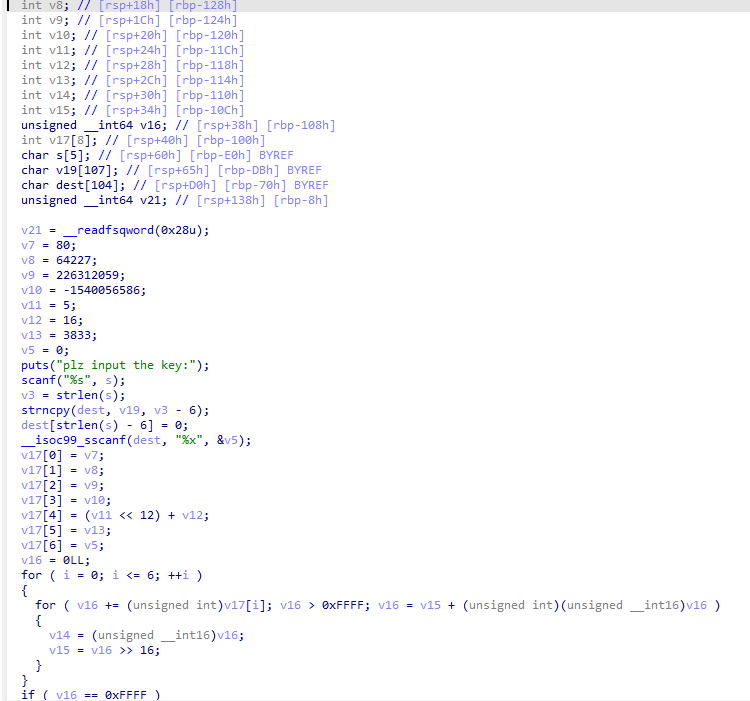 int v8; // [rsp+18h] [rbp-128h]
int v9; // [rsp+1Ch] [rbp-124h]
int v10; // [rsp+20h] [rbp-120h]
int v11; // [rsp+24h] [rbp-11Ch]
int v12; // [rsp+28h] [rbp-118h]
int v13; // [rsp+2Ch] [rbp-114h]
int v14; // [rsp+30h] [rbp-110h]
int v15; // [rsp+34h] [rbp-10Ch]
unsigned __int64 v16; // [rsp+38h] [rbp-108h]
int v17[8]; // [rsp+40h] [rbp-100h]
char s[5]; // [rsp+60h] [rbp-E0h] BYREF
char v19[107]; // [rsp+65h] [rbp-DBh] BYREF
char dest[104]; // [rsp+D0h] [rbp-70h] BYREF
unsigned __int64 v21; // [rsp+138h] [rbp-8h]
v21 = __readfsqword(0x28u);
v7 = 80;
v8 = 64227;
v9 = 226312059;
v10 = -1540056586;
v11 = 5;
v12 = 16;
v13 = 3833;
v5 = 0;
puts("plz input the key:");
scanf("%s", s);
v3 = strlen(s);
strncpy(dest, v19, v3 - 6);
dest[strlen(s) - 6] = 0;
__isoc99_sscanf(dest, "%x", &v5);
v17[0] = v7;
v17[1] = v8;
v17[2] = v9;
v17[3] = v10;
v17[4] = (v11 << 12) + v12;
v17[5] = v13;
v17[6] = v5;
v16 = 0LL;
for ( i = 0; i <= 6; ++i )
{
for ( v16 += (unsigned int)v17[i]; v16 > 0xFFFF; v16 = v15 + (unsigned int)(unsigned __int16)v16 )
{
v14 = (unsigned __int16)v16;
v15 = v16 >> 16;
}
}
if ( v16 == 0xFFFF )